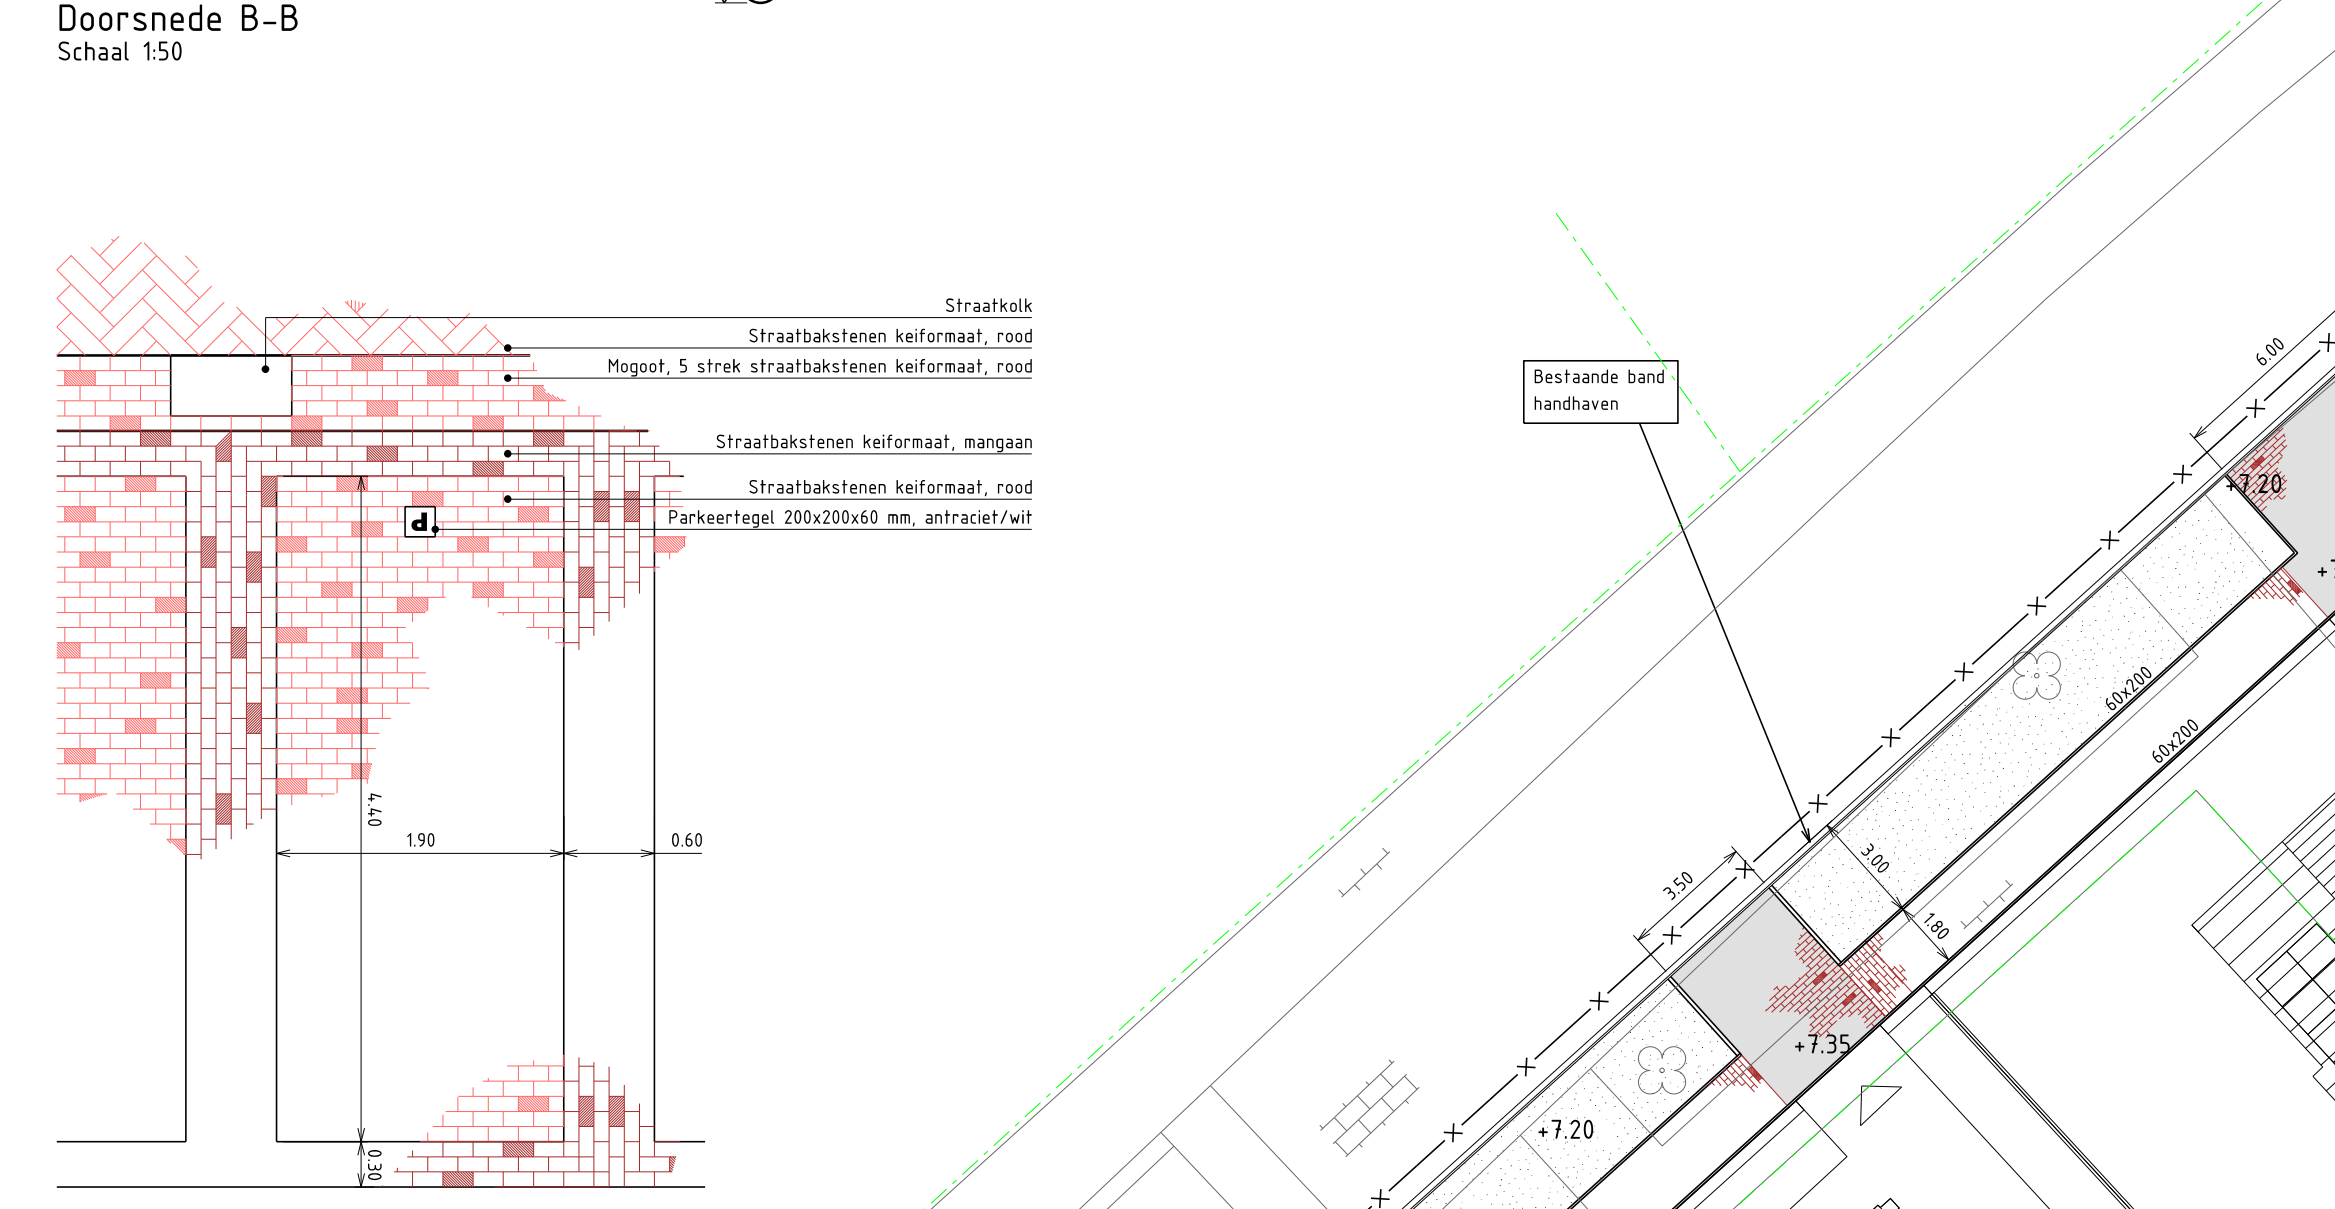 Doorsnede B-B
Schaal 1:50
Straatkolk
Straatbakstenen keiformaat, rood
Mogoot, 5 strek straatbakstenen keiformaat, rood
Straatbakstenen keiformaat, mangaan
Straatbakstenen keiformaat, rood
Parkeertegel 200x200x60 mm, antraciet/wit
P
4.40
1.90
0.60
0.30
Bestaande band
handhaven
6.00
+7.20
60x200
60x200
3.00
3.50
1.80
+7.35
+7.20